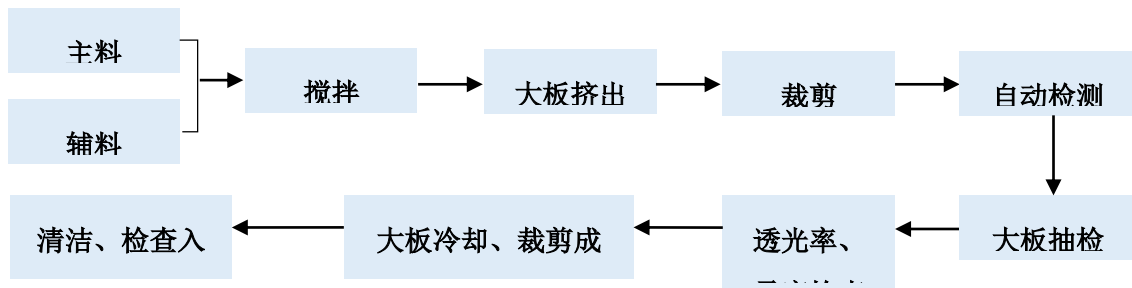 主料
辅料
搅拌
大板挤出
裁剪
自动检测
大板抽检
透光率、
大板冷却、裁剪成
清洁、检查入